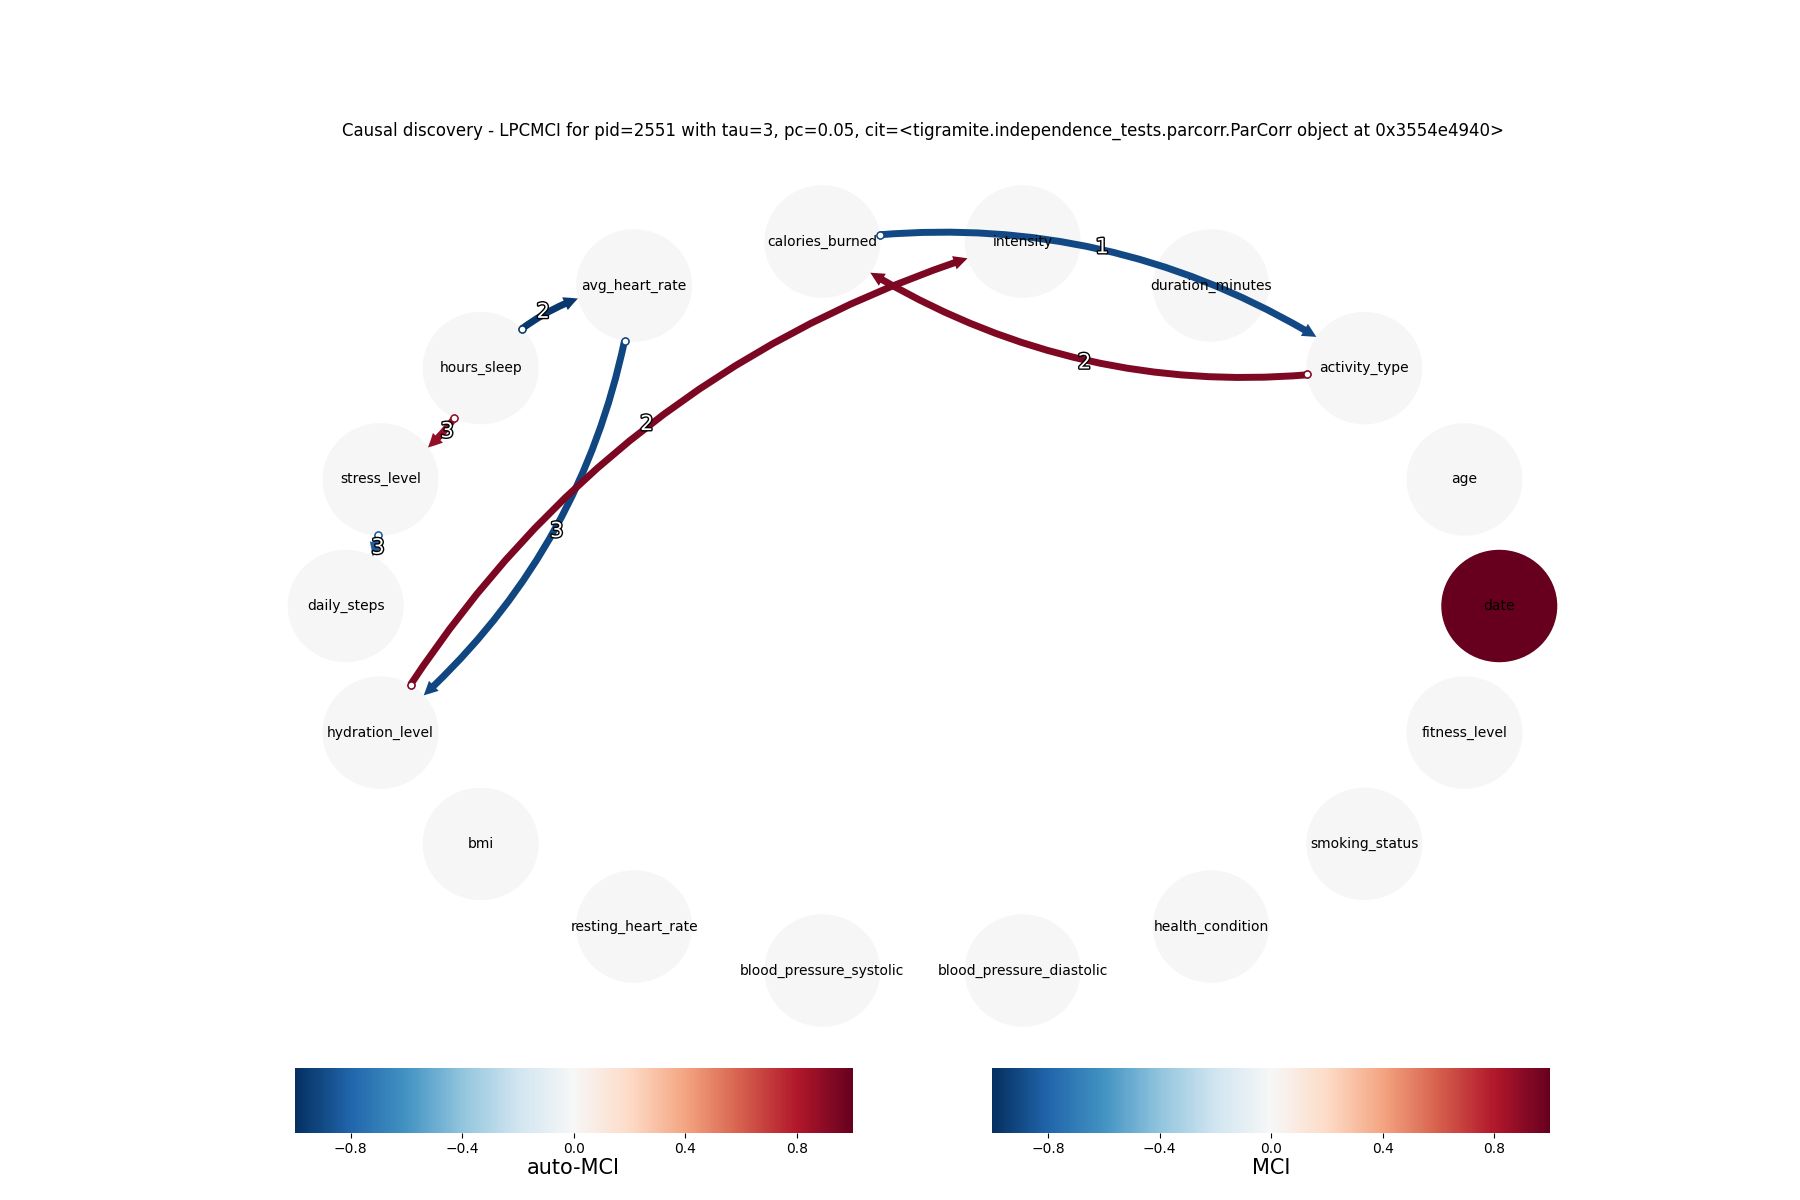 Causal discovery - LPCMCI for pid=2551 with tau=3, pc=0.05, cit=<tigramite.independence_tests.parcorr.ParCorr object at 0x3554e4940>
calories_burned
intensity
1
avg_heart_rate
duration_minutes
2
2
hours_sleep
activity_type
2
3
stress_level
age
3
3
daily_steps
date
hydration_level
fitness_level
bmi
smoking_status
resting_heart_rate
health_condition
blood_pressure_systolic
blood_pressure_diastolic
−0.8 −0.4 0.0 0.4 0.8
auto-MCI
−0.8 −0.4 0.0 0.4 0.8
MCI